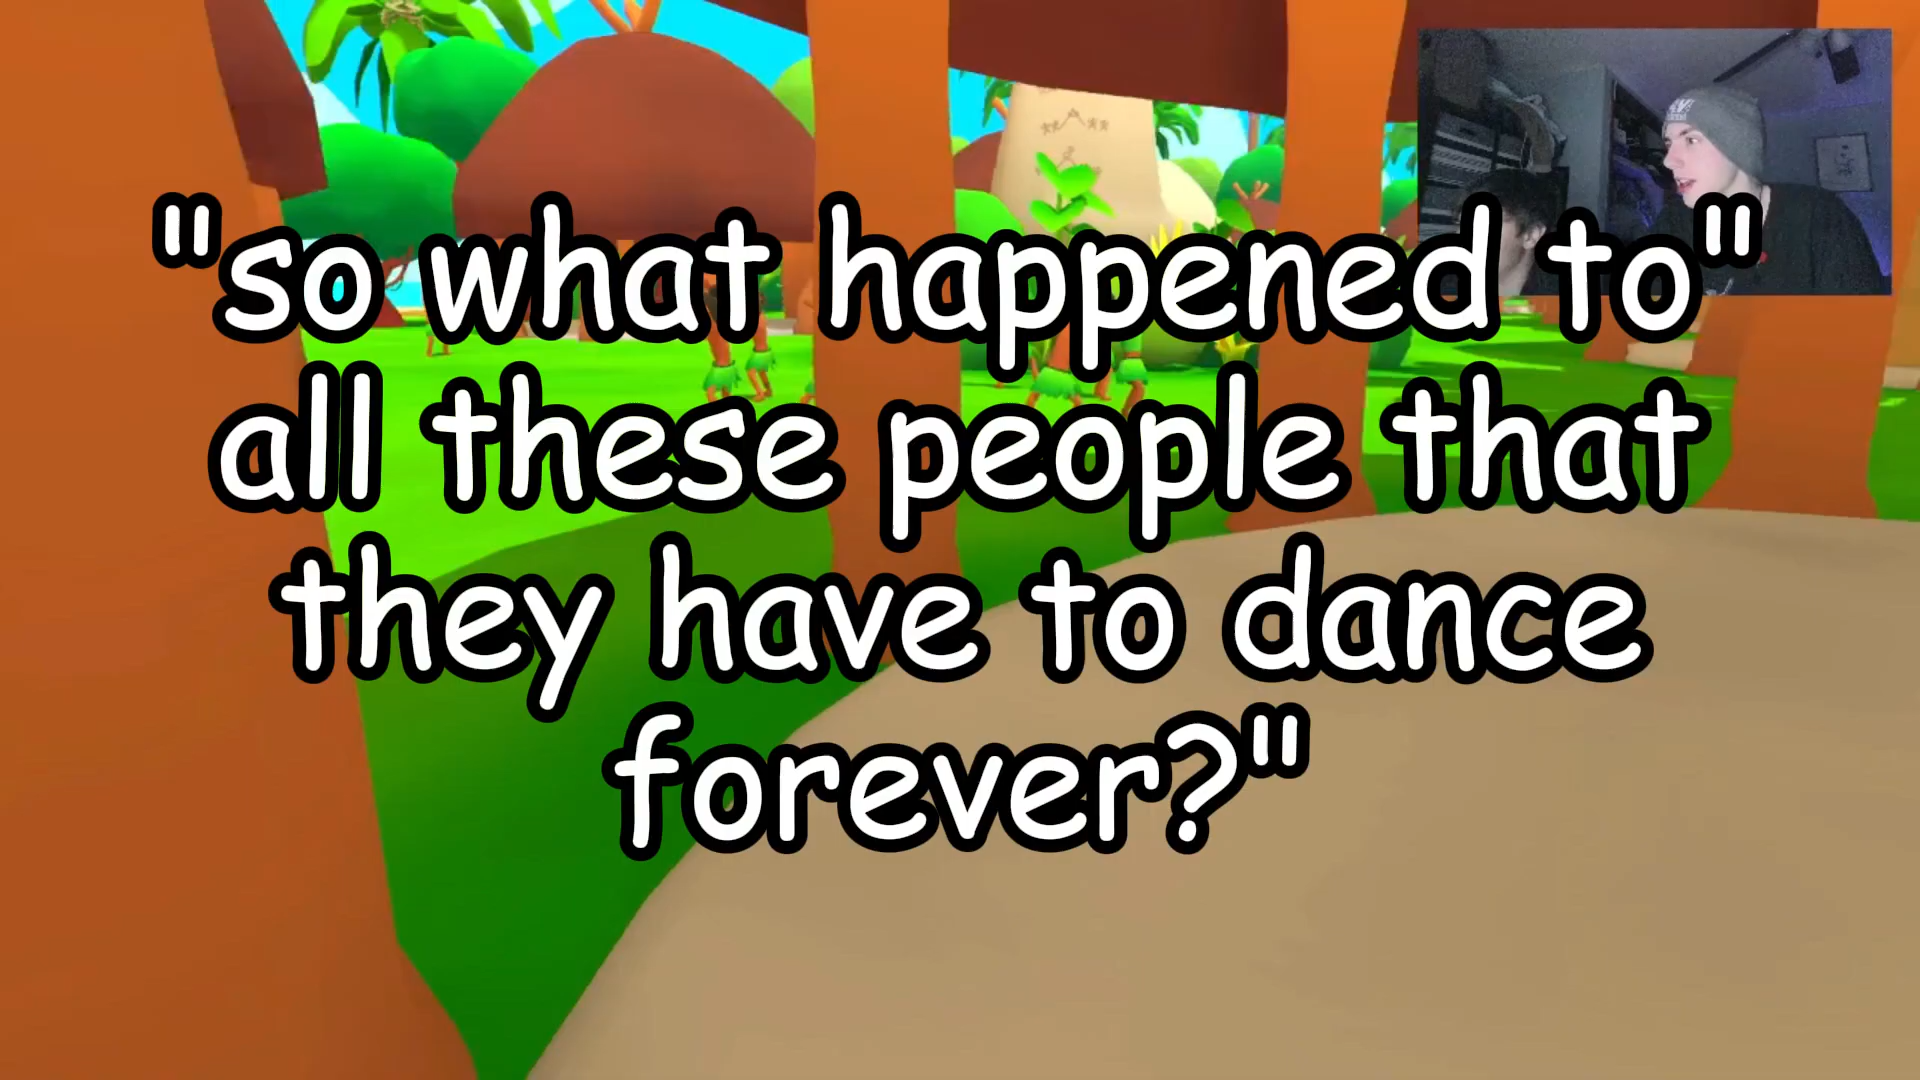 "so what happened to"
all these people that
they have to dance
forever?"